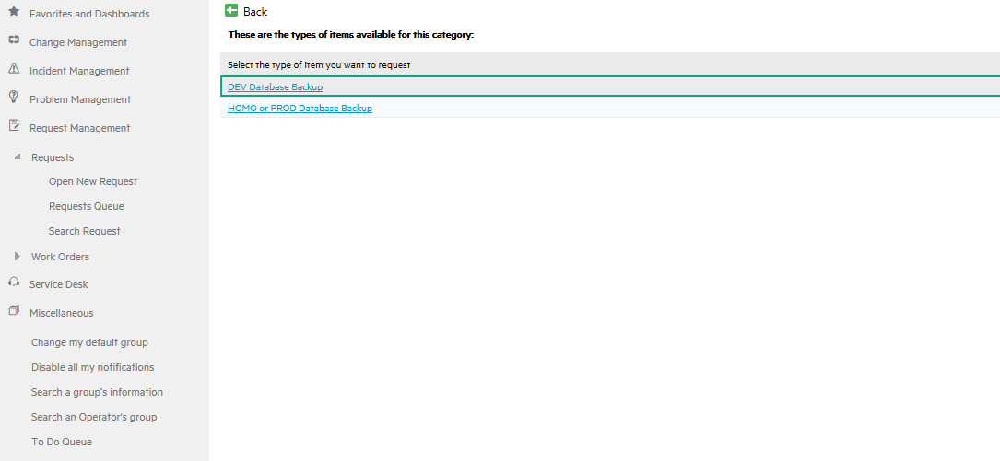 Favorites and Dashboards
Change Management
Incident Management
Problem Management
Request Management
Requests
Open New Request
Requests Queue
Search Request
Work Orders
Service Desk
Miscellaneous
Change my default group
Disable all my notifications
Search a group's information
Search an Operator's group
To Do Queue
Back
These are the types of items available for this category:
Select the type of item you want to request
DEV Database Backup
HOMO or PROD Database Backup